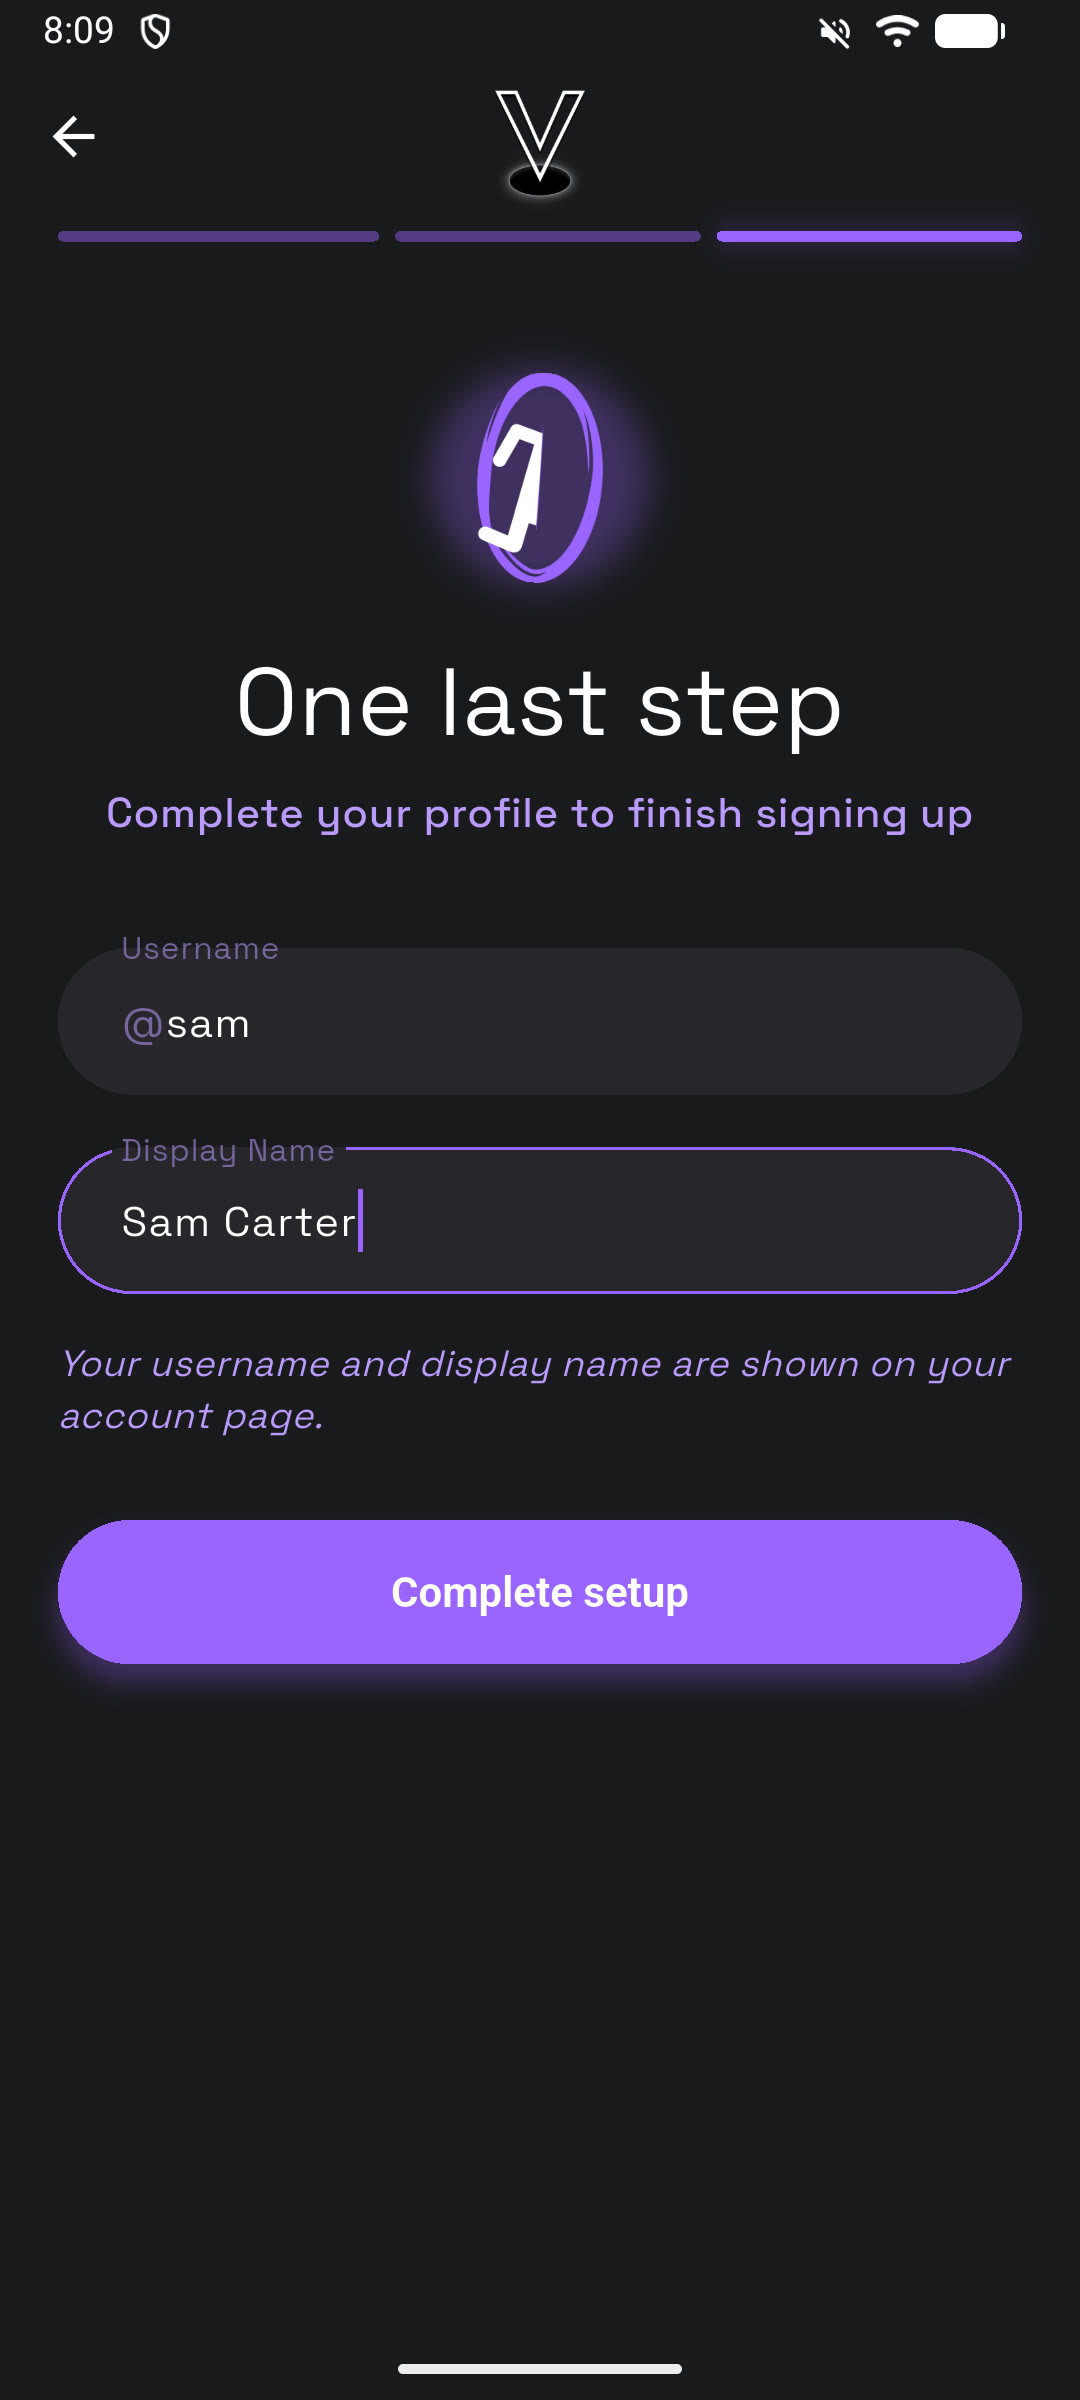 8:09
One last step
Complete your profile to finish signing up
Username
@sam
Display Name
Sam Carter
Your username and display name are shown on your
account page.
Complete setup